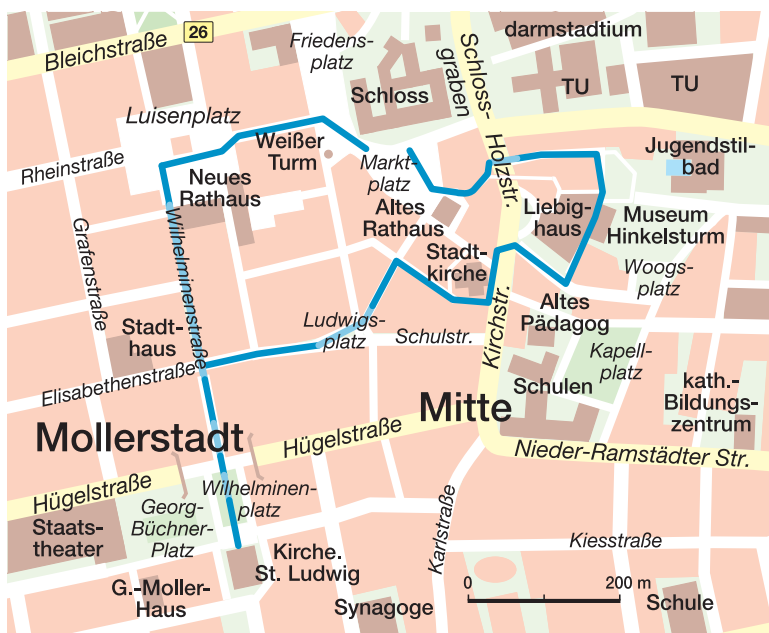 Bleichstraße
26
Friedens-
platz
Schloss-
graben
darmstadtium
Schloss
TU
TU
Luisenplatz
Weißer
Turm
Markt-
platz
Holzstr.
Jugendstil-
bad
Rheinstraße
Neues
Rathaus
Altes
Rathaus
Liebig-
haus
Museum
Hinkelsturm
Grafenstraße
Wilhelminenstraße
Stadt-
kirche
Woogs-
platz
Stadt-
haus
Ludwigs-
platz
Schulstr.
Kirchstr.
Altes
Pädagog
Kapell-
platz
Elisabethenstraße
Schulen
kath.-
Bildungs-
zentrum
Mitte
Mollerstadt
Hügelstraße
Nieder-Ramstädter Str.
Hügelstraße
Wilhelminen-
platz
Georg-
Büchner-
Platz
Staats-
theater
Karlstraße
Kiesstraße
Kirche.
St. Ludwig
G.-Moller-
Haus
Synagoge
0
200 m
Schule